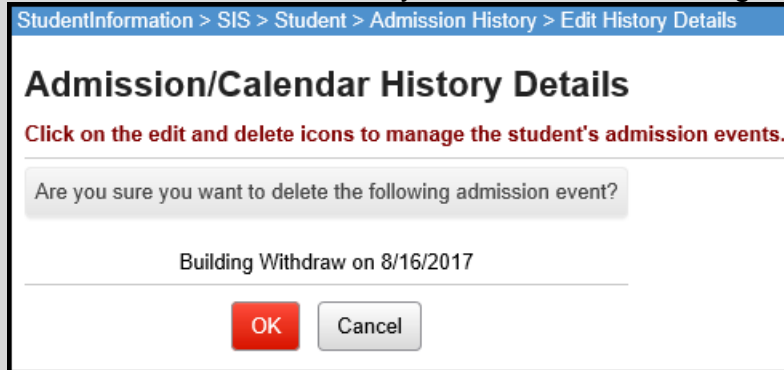 StudentInformation > SIS > Student > Admission History > Edit History Details
Admission/Calendar History Details
Click on the edit and delete icons to manage the student's admission events.
Are you sure you want to delete the following admission event?
Building Withdraw on 8/16/2017
OK Cancel